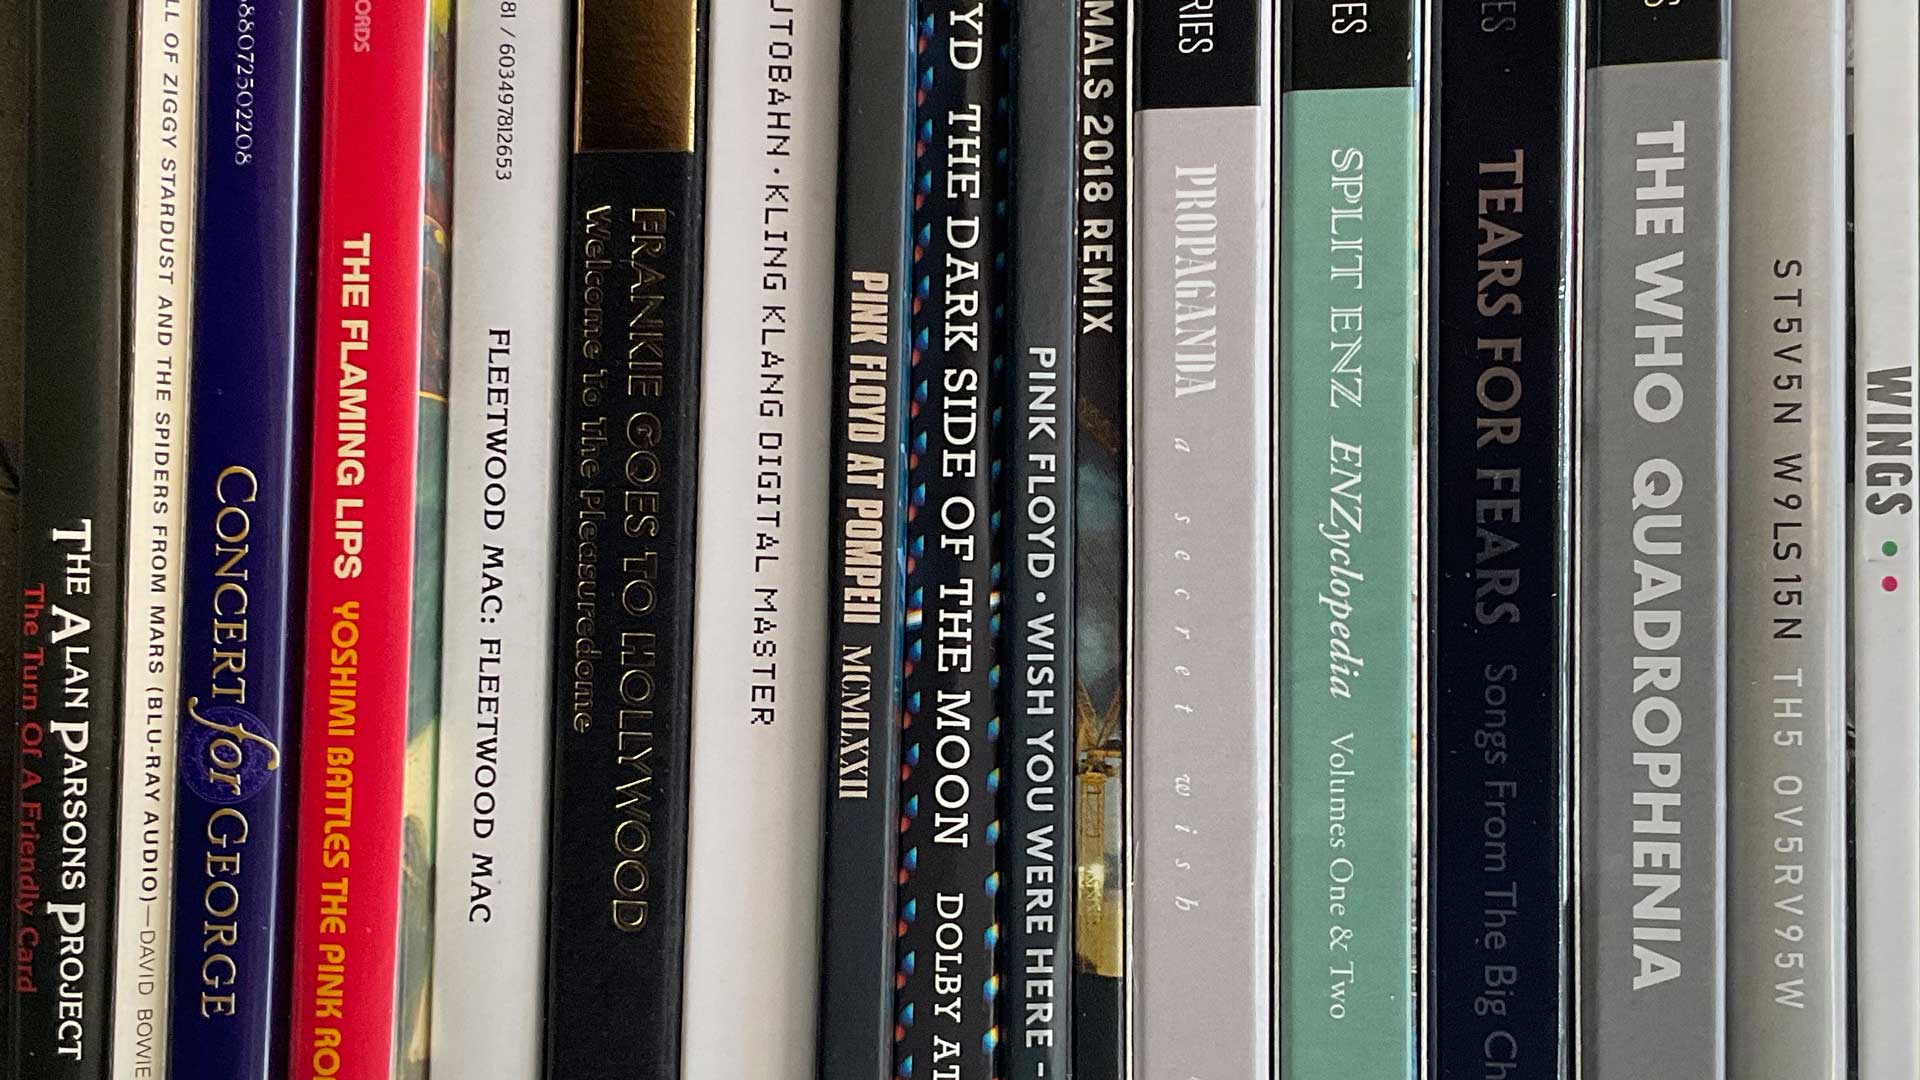 THE ALAN PARSONS PROJECT
The Turn Of A Friendly Card
LL OF ZIGGY STARDUST AND THE SPIDERS FROM MARS (BLU-RAY AUDIO)—DAVID BOWIE
888072502208
CONCERT for GEORGE
ORDS
THE FLAMING LIPS YOSHIMI BATTLES THE PINK RO
81 / 603497812653
FLEETWOOD MAC: FLEETWOOD MAC
FRANKIE GOES TO HOLLYWOOD
Welcome To The Pleasuredome
UTOBAHN · KLING KLANG DIGITAL MASTER
PINK FLOYD AT POMPEII MCMLXXII
YD THE DARK SIDE OF THE MOON DOLBY AT
PINK FLOYD • WISH YOU WERE HERE -
MALS 2018 REMIX
RIES
PROPAGANDA a secret wish
ES
SPLIT ENZ ENZyclopedia Volumes One & Two
ES
TEARS FOR FEARS Songs From The Big Ch
S
THE WHO QUADROPHENIA
ST5V5N W9LS15N TH5 0V5RV95W
WINGS